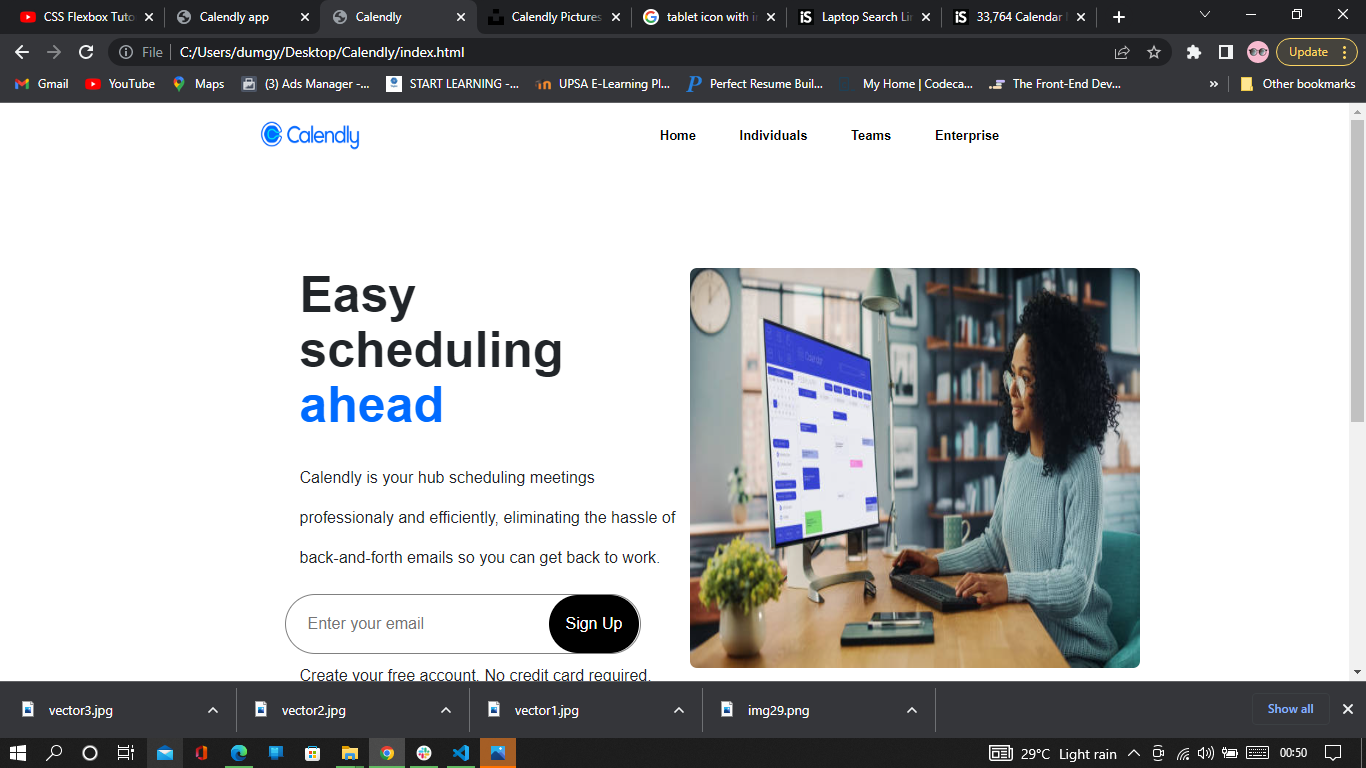 CSS Flexbox Tuto
Calendly app
Calendly
Calendly Pictures
tablet icon with i
Laptop Search Li
33,764 Calendar
File
C:/Users/dumgy/Desktop/Calendly/index.html
Update
Gmail
YouTube
Maps
(3) Ads Manager -...
START LEARNING -...
UPSA E-Learning Pl...
Perfect Resume Buil...
My Home | Codeca...
The Front-End Dev...
»
Other bookmarks
Calendly
Home
Individuals
Teams
Enterprise
Easy
scheduling
ahead
Calendly is your hub scheduling meetings
professionaly and efficiently, eliminating the hassle of
back-and-forth emails so you can get back to work.
Enter your email
Sign Up
Create your free account. No credit card required.
vector3.jpg
vector2.jpg
vector1.jpg
img29.png
Show all
29°C Light rain
00:50